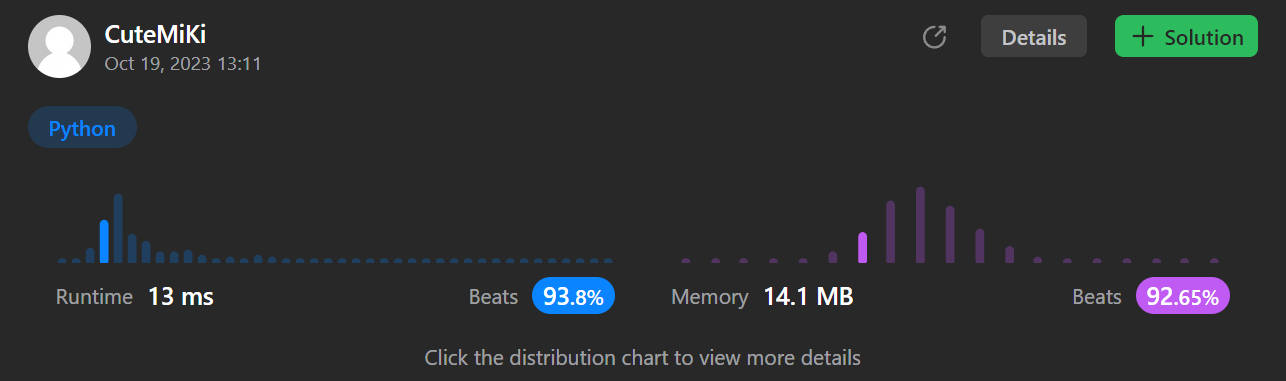 CuteMiKi
Oct 19, 2023 13:11
Details
+ Solution
Python
Runtime 13 ms
Beats 93.8%
Memory 14.1 MB
Beats 92.65%
Click the distribution chart to view more details